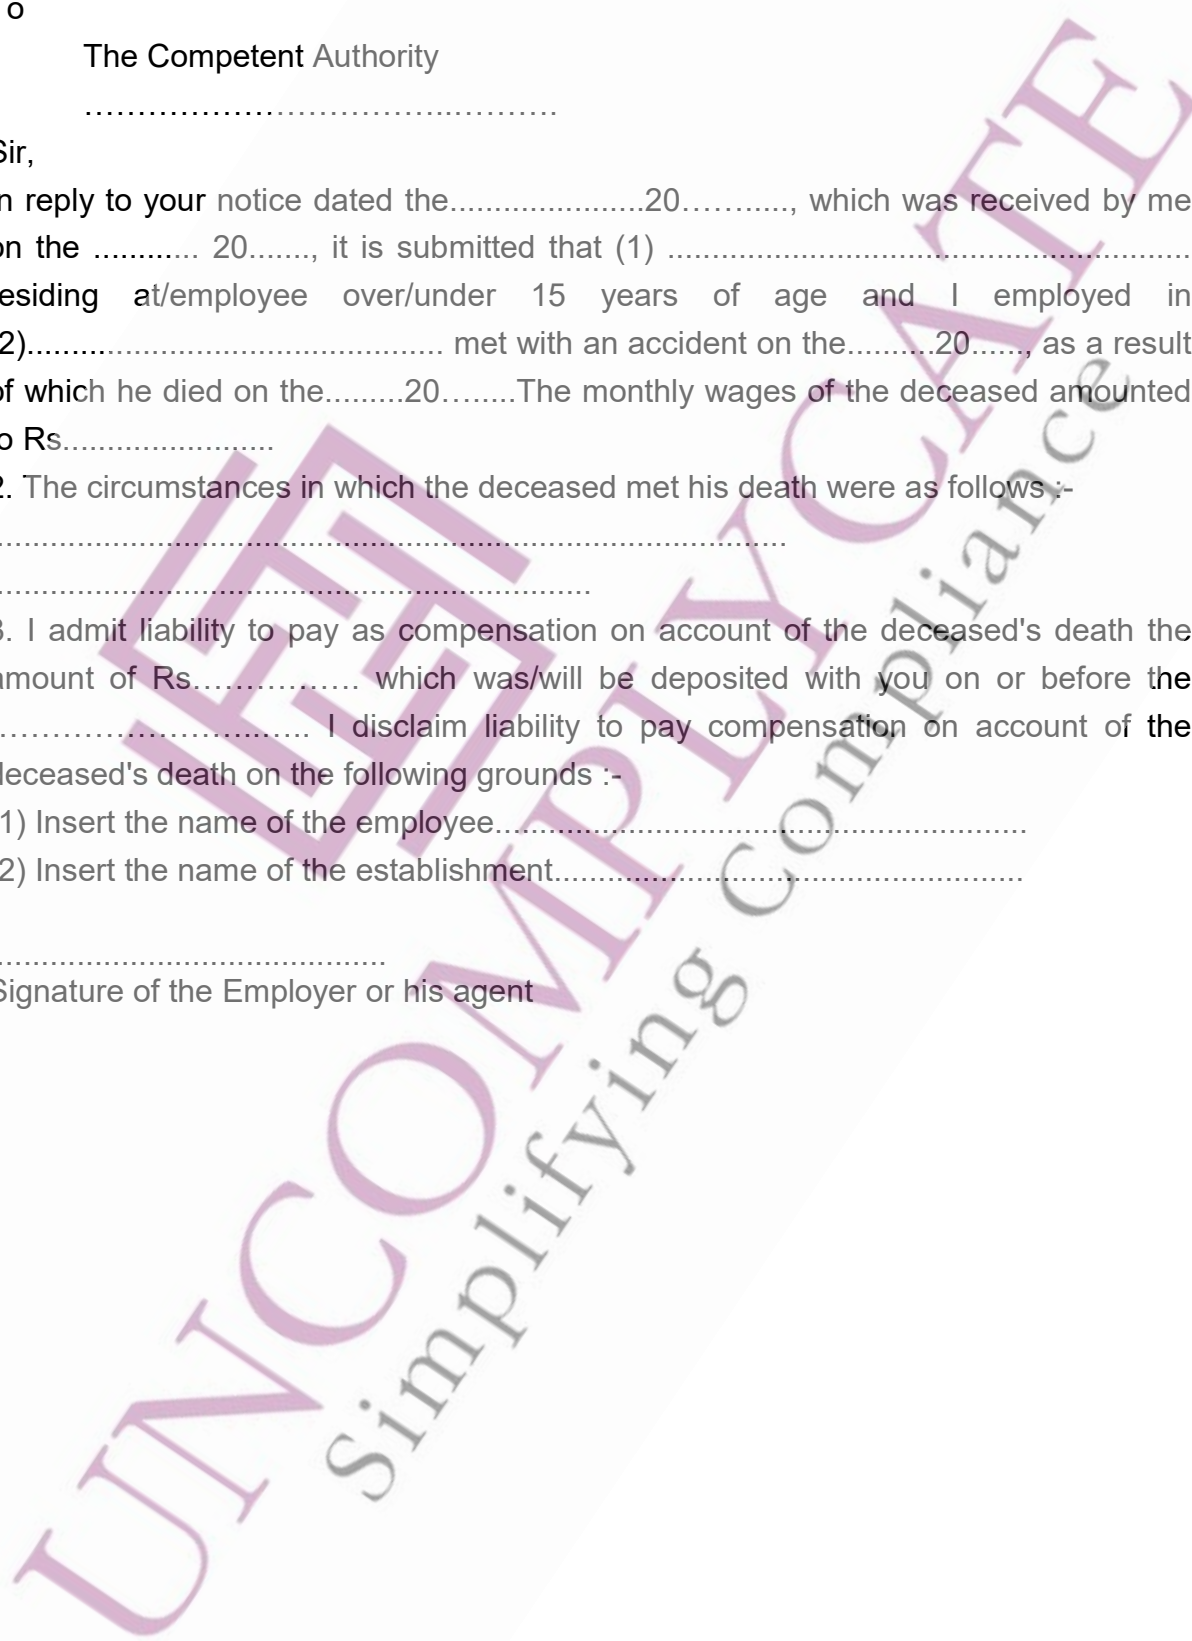 o
The Competent Authority
………………………………..……….
Sir,
n reply to your notice dated the......................20.……....., which was received by me
on the ............ 20......., it is submitted that (1) ...........................................................
esiding at/employee over/under 15 years of age and I employed in
2)............................................... met with an accident on the..........20......, as a result
of which he died on the.........20…......The monthly wages of the deceased amounted
o Rs........................
2. The circumstances in which the deceased met his death were as follows :-
.........................................................................................
...................................................................
3. I admit liability to pay as compensation on account of the deceased's death the
amount of Rs.…………… which was/will be deposited with you on or before the
.……………………….….. I disclaim liability to pay compensation on account of the
deceased's death on the following grounds :-
1) Insert the name of the employee............................................................
2) Insert the name of the establishment.....................................................
............................................
Signature of the Employer or his agent
UNCOMPLYCATE
Simplifying Compliance